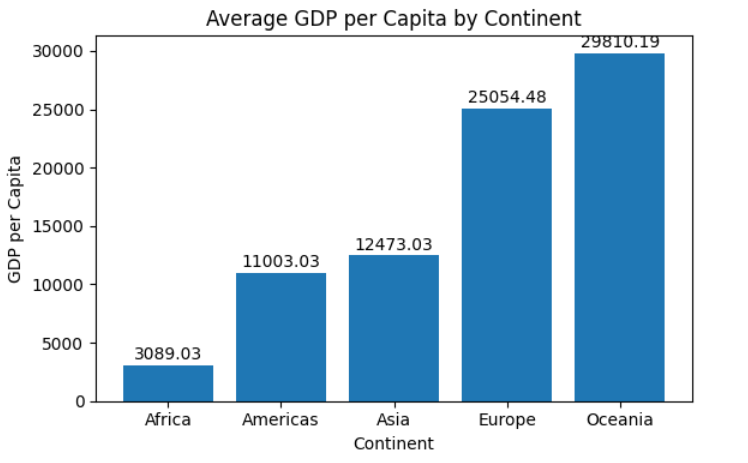 Average GDP per Capita by Continent
GDP per Capita
30000
25000
20000
15000
10000
5000
0
3089.03
11003.03
12473.03
25054.48
29810.19
Africa
Americas
Asia
Europe
Oceania
Continent